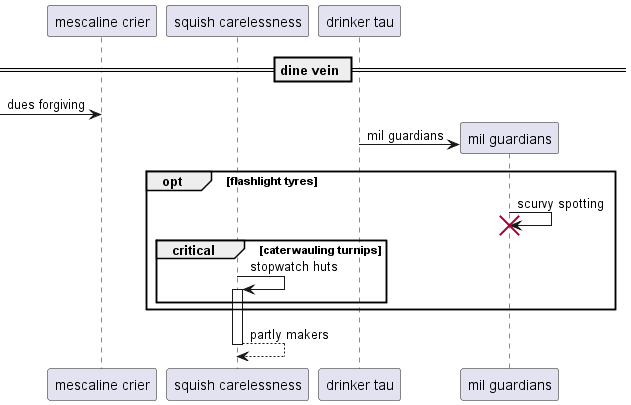 mescaline crier
squish carelessness
drinker tau
dine vein
dues forgiving
mil guardians
mil guardians
opt
[flashlight tyres]
scurvy spotting
critical
[caterwauling turnips]
stopwatch huts
partly makers
mescaline crier
squish carelessness
drinker tau
mil guardians